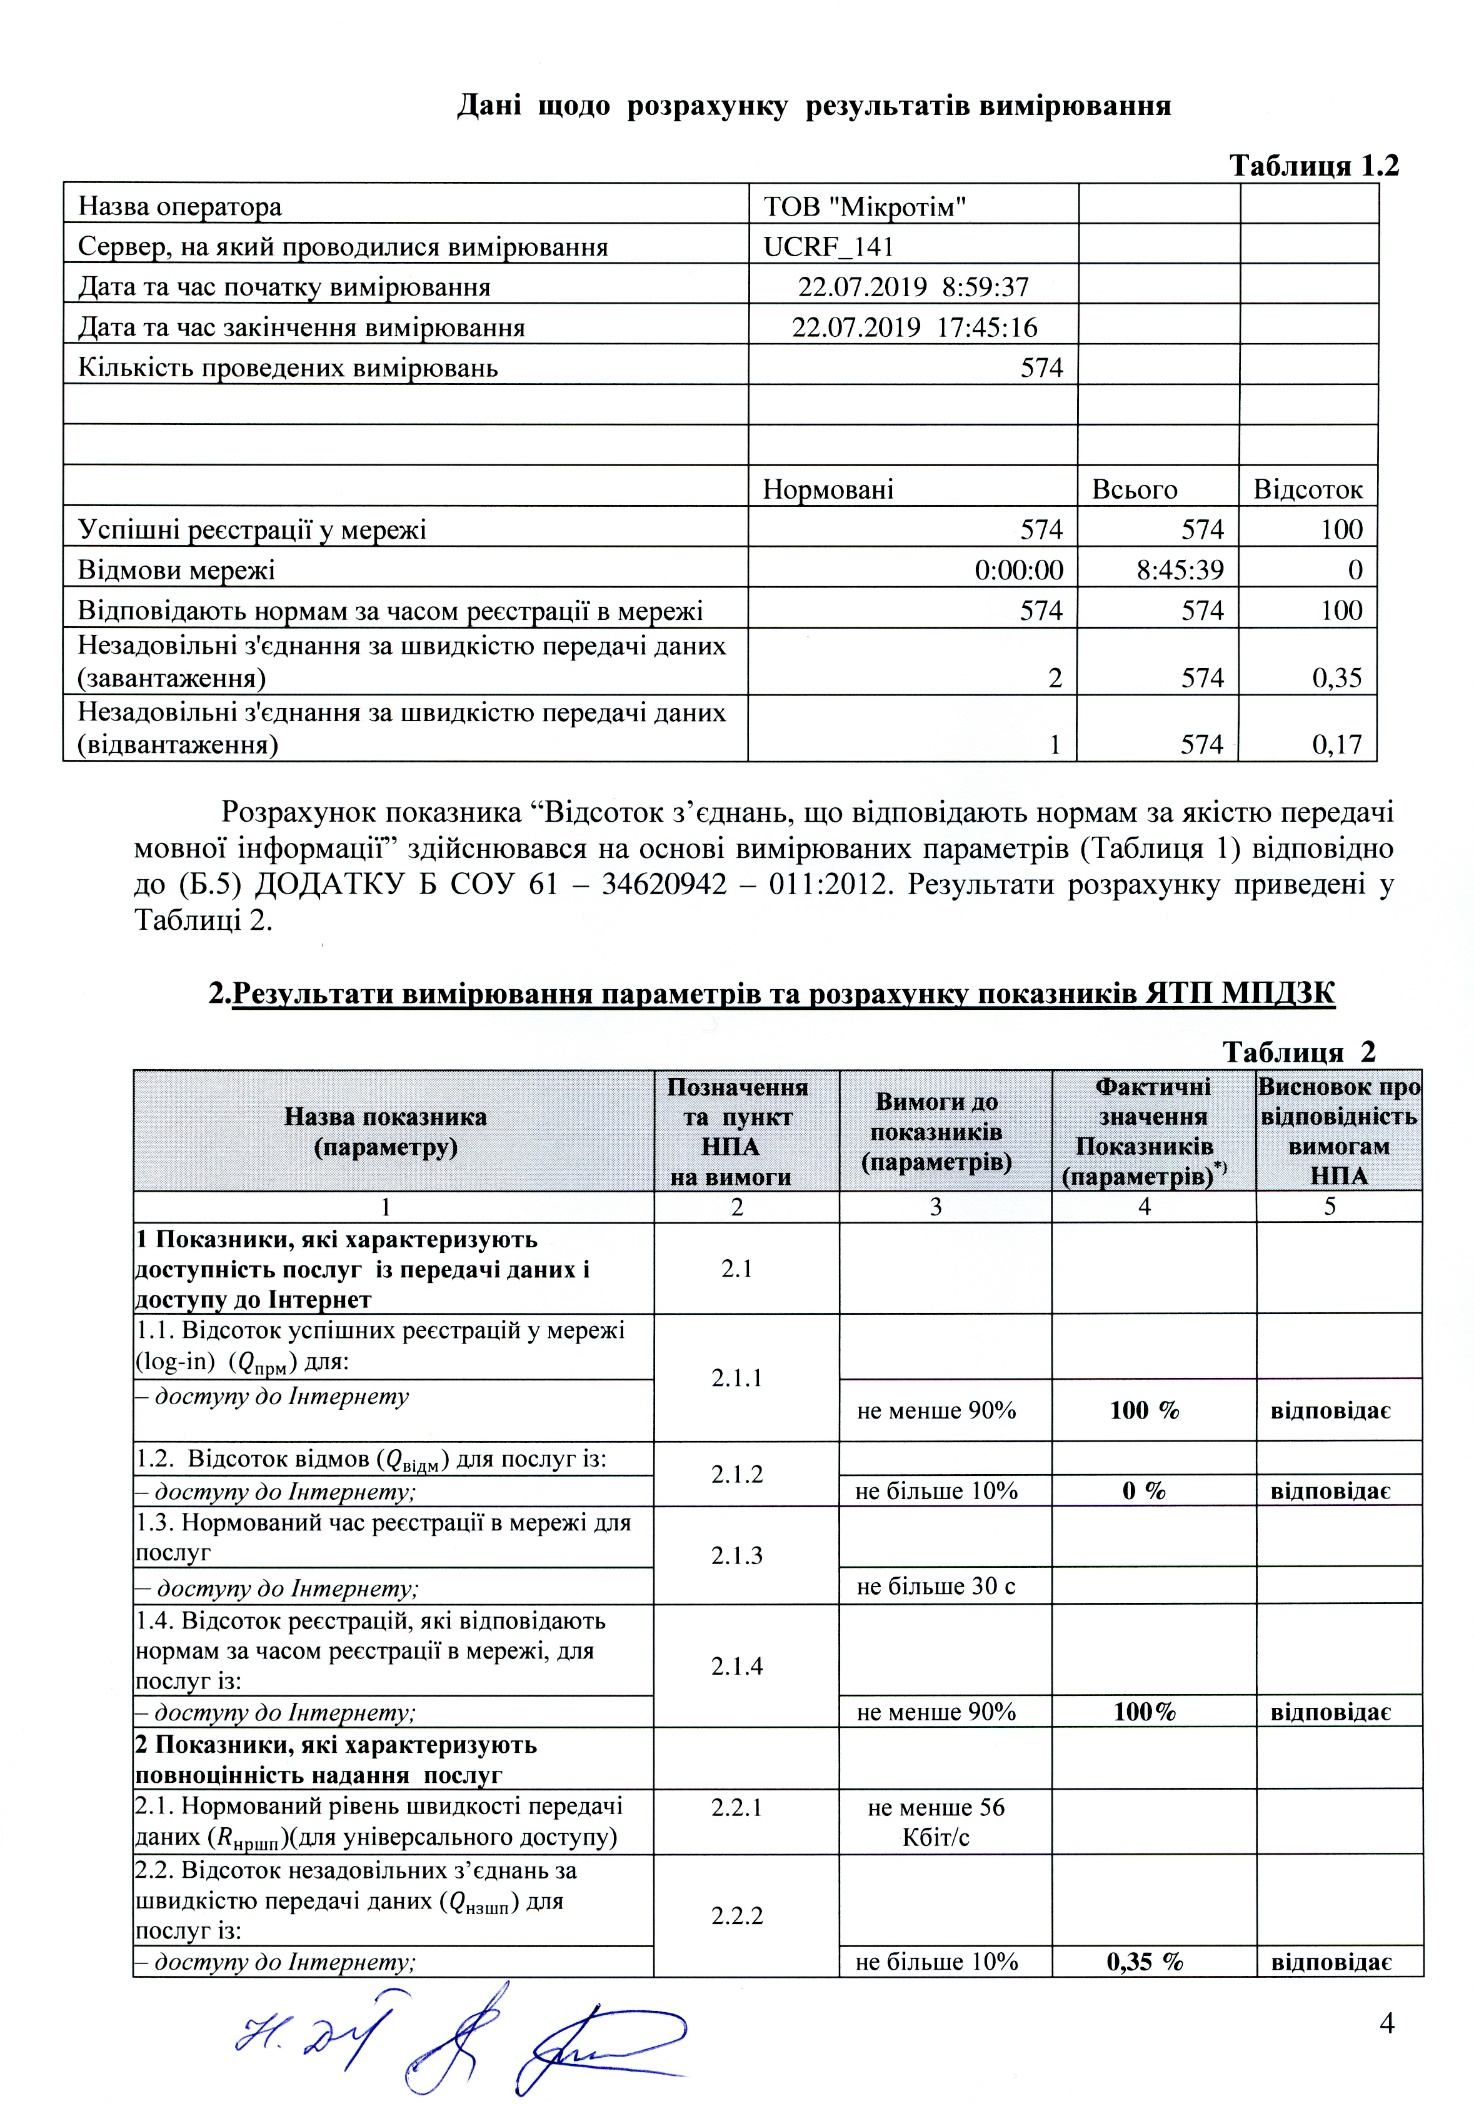 Дані щодо розрахунку результатів вимірювання
Таблиця 1.2
Назва оператора ТОВ "Мікротім"
Сервер, на який проводилися вимірювання UCRF_141
Дата та час початку вимірювання 22.07.2019 8:59:37
Дата та час закінчення вимірювання 22.07.2019 17:45:16
Кількість проведених вимірювань 574
Нормовані Всього Відсоток
Успішні реєстрації у мережі 574 574 100
Відмови мережі 0:00:00 8:45:39 0
Відповідають нормам за часом реєстрації в мережі 574 574 100
Незадовільні з'єднання за швидкістю передачі даних
(завантаження) 2 574 0,35
Незадовільні з'єднання за швидкістю передачі даних
(відвантаження) 1 574 0,17
Розрахунок показника “Відсоток з’єднань, що відповідають нормам за якістю передачі
мовної інформації” здійснювався на основі вимірюваних параметрів (Таблиця 1) відповідно
до (Б.5) ДОДАТКУ Б СОУ 61 – 34620942 – 011:2012. Результати розрахунку приведені у
Таблиці 2.
2.Результати вимірювання параметрів та розрахунку показників ЯТП МПДЗК
Таблиця 2
Назва показника
(параметру)
Позначення
та пункт
НПА
на вимоги
Вимоги до
показників
(параметрів)
Фактичні
значення
Показників
(параметрів)*)
Висновок про
відповідність
вимогам
НПА
1 2 3 4 5
1 Показники, які характеризують
доступність послуг із передачі даних і
доступу до Інтернет
2.1
1.1. Відсоток успішних реєстрацій у мережі
(log-in) (Qпрм) для:
2.1.1
– доступу до Інтернету
не менше 90% 100 % відповідає
1.2. Відсоток відмов (Qвідм) для послуг із:
2.1.2
– доступу до Інтернету; не більше 10% 0 % відповідає
1.3. Нормований час реєстрації в мережі для
послуг
2.1.3
– доступу до Інтернету; не більше 30 с
1.4. Відсоток реєстрацій, які відповідають
нормам за часом реєстрації в мережі, для
послуг із:
2.1.4
– доступу до Інтернету; не менше 90% 100% відповідає
2 Показники, які характеризують
повноцінність надання послуг
2.1. Нормований рівень швидкості передачі
даних (Rнршп)(для універсального доступу)
2.2.1
не менше 56
Кбіт/с
2.2. Відсоток незадовільних з’єднань за
швидкістю передачі даних (Qнзшп) для
послуг із:
2.2.2
– доступу до Інтернету; не більше 10% 0,35 % відповідає
4